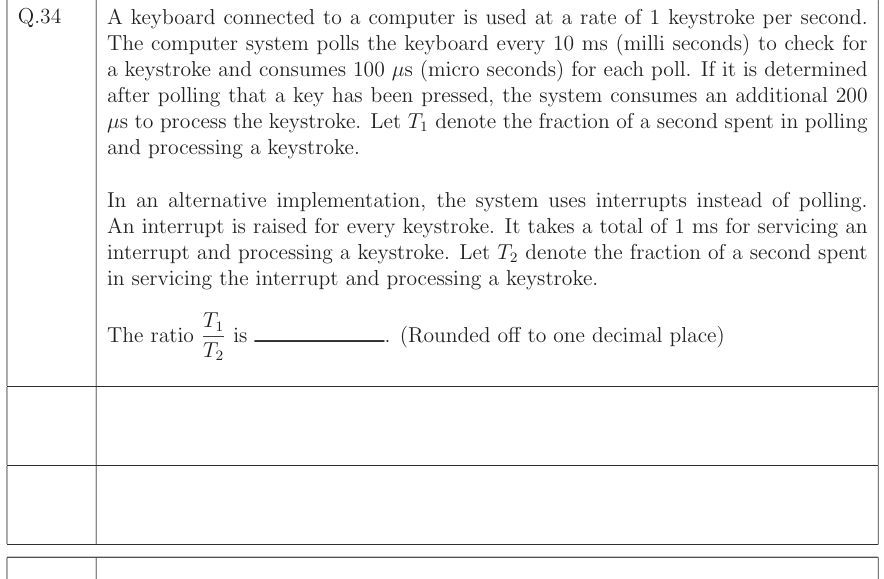 Q.34 A keyboard connected to a computer is used at a rate of 1 keystroke per second.
The computer system polls the keyboard every 10 ms (milli seconds) to check for
a keystroke and consumes 100 μs (micro seconds) for each poll. If it is determined
after polling that a key has been pressed, the system consumes an additional 200
μs to process the keystroke. Let T₁ denote the fraction of a second spent in polling
and processing a keystroke.
In an alternative implementation, the system uses interrupts instead of polling.
An interrupt is raised for every keystroke. It takes a total of 1 ms for servicing an
interrupt and processing a keystroke. Let T₂ denote the fraction of a second spent
in servicing the interrupt and processing a keystroke.
The ratio T₁/T₂ is ____________. (Rounded off to one decimal place)